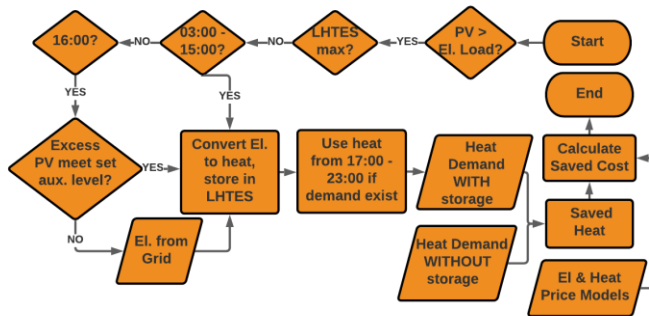 16:00?
NO
03:00 -
15:00?
NO
LHTES
max?
YES
PV >
El. Load?
Start
YES
YES
End
Excess
PV meet set
aux. level?
YES
Convert El.
to heat,
store in
LHTES
Use heat
from 17:00 -
23:00 if
demand exist
Heat
Demand
WITH
storage
Calculate
Saved Cost
NO
El. from
Grid
Heat Demand
WITHOUT
storage
Saved
Heat
El & Heat
Price Models